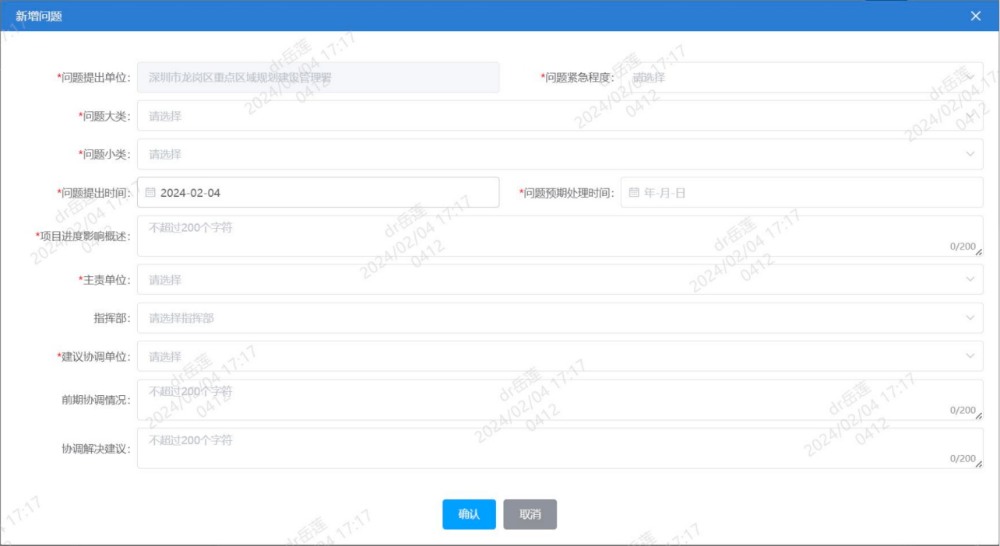 新增问题
*问题提出单位： 深圳市龙岗区重点区域规划建设管理署 *问题紧急程度： 请选择
*问题大类： 请选择
*问题小类： 请选择
*问题提出时间： 2024-02-04 *问题预期处理时间： 年-月-日
*项目进度影响概述： 不超过200个字符
0/200
*主责单位： 请选择
指挥部： 请选择指挥部
*建议协调单位： 请选择
前期协调情况： 不超过200个字符
0/200
协调解决建议： 不超过200个字符
0/200
确认 取消
dr岳莲
2024/02/04 17:17
0412